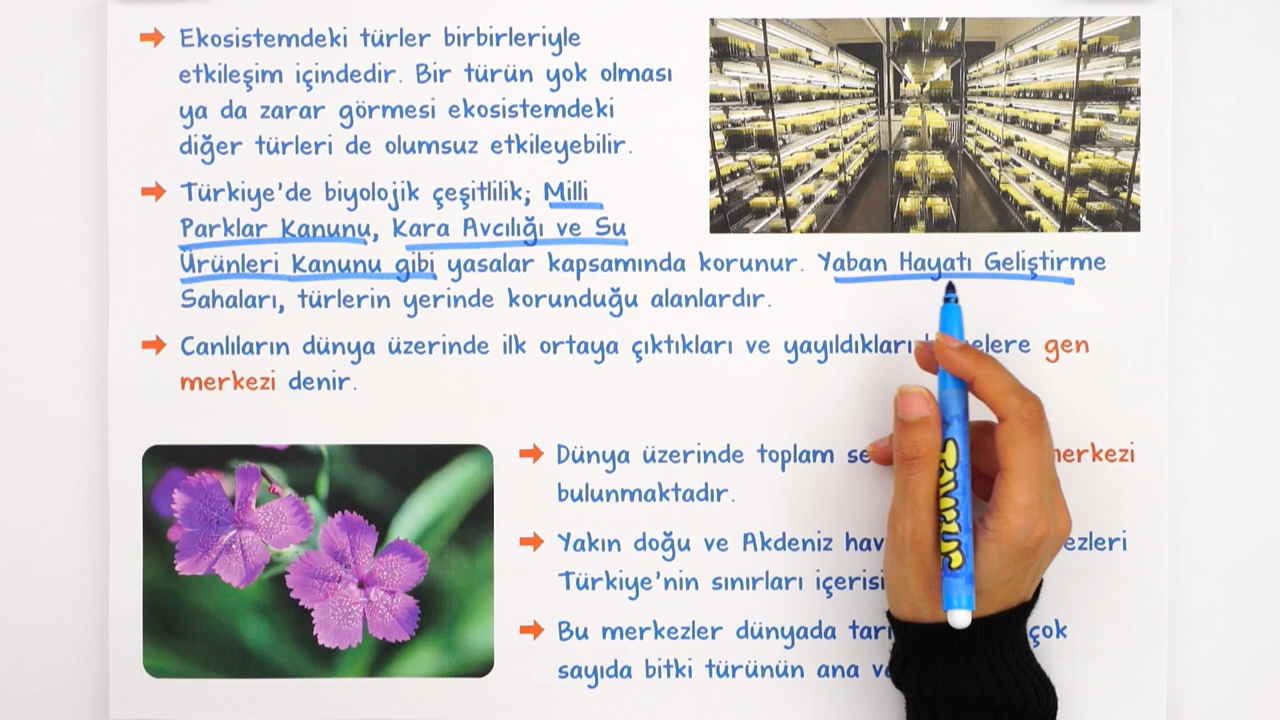 Ekosistemdeki türler birbirleriyle
etkileşim içindedir. Bir türün yok olması
ya da zarar görmesi ekosistemdeki
diğer türleri de olumsuz etkileyebilir.
Türkiye'de biyolojik çeşitlilik; Milli
Parklar Kanunu, Kara Avcılığı ve Su
Ürünleri Kanunu gibi yasalar kapsamında korunur. Yaban Hayatı Geliştirme
Sahaları, türlerin yerinde korunduğu alanlardır.
Canlıların dünya üzerinde ilk ortaya çıktıkları ve yayıldıkları gen
merkezi denir.
Dünya üzerinde toplam merkezi
bulunmaktadır.
Yakın doğu ve Akdeniz
Türkiye'nin sınırları
Bu merkezler dünyada çok
sayıda bitki türünün ana